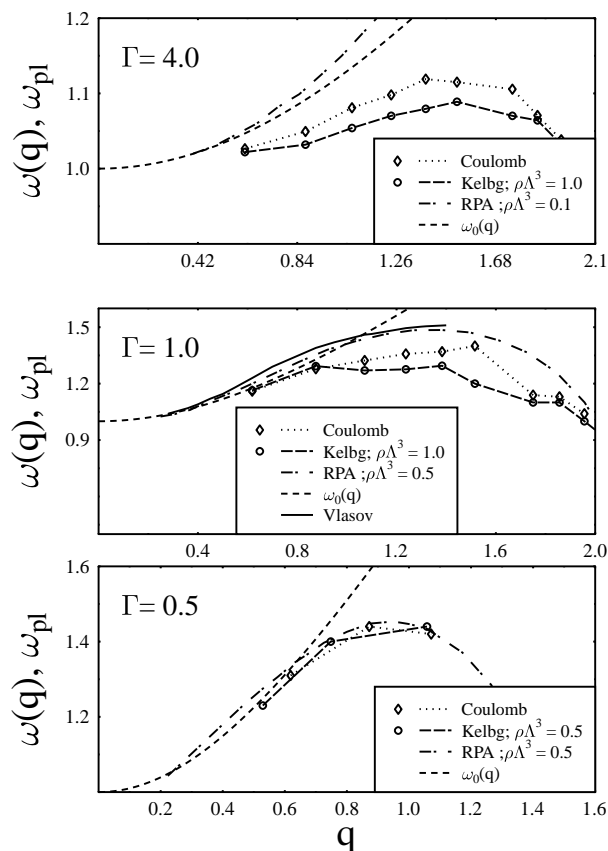 1.2
Γ= 4.0
1.1
1.0
ω(q), ω_pl
Coulomb
Kelbg; ρΛ³ = 1.0
RPA ;ρΛ³ = 0.1
ω₀(q)
0.42 0.84 1.26 1.68 2.1
1.5
Γ= 1.0
1.2
0.9
ω(q), ω_pl
Coulomb
Kelbg; ρΛ³ = 1.0
RPA ;ρΛ³ = 0.5
ω₀(q)
Vlasov
0.4 0.8 1.2 1.6 2.0
1.6
Γ= 0.5
1.4
1.2
ω(q), ω_pl
Coulomb
Kelbg; ρΛ³ = 0.5
RPA ;ρΛ³ = 0.5
ω₀(q)
0.2 0.4 0.6 0.8 1.0 1.2 1.4 1.6
q